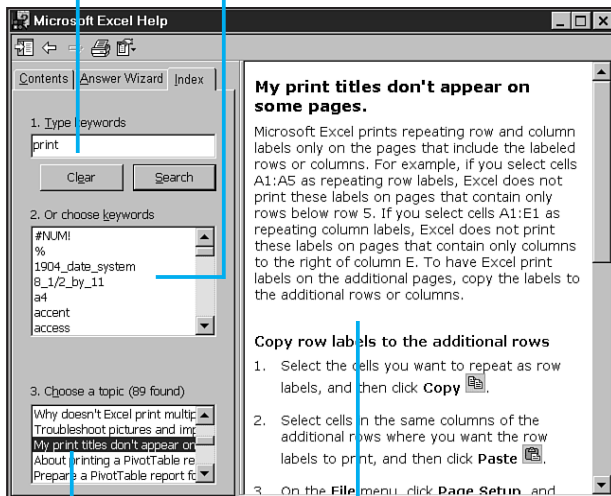 Microsoft Excel Help
Contents Answer Wizard Index
1. Type keywords
print
Clear Search
2. Or choose keywords
#NUM!
%
1904_date_system
8_1/2_by_11
a4
accent
access
3. Choose a topic (89 found)
Why doesn't Excel print multip
Troubleshoot pictures and
My print titles don't appear on
About printing a PivotTable re
Prepare a PivotTable report fo
My print titles don't appear on
some pages.
Microsoft Excel prints repeating row and column
labels only on the pages that include the labeled
rows or columns. For example, if you select cells
A1:A5 as repeating row labels, Excel does not
print these labels on pages that contain only
rows below row 5. If you select cells A1:E1 as
repeating column labels, Excel does not print
these labels on pages that contain only columns
to the right of column E. To have Excel print
labels on the additional pages, copy the labels to
the additional rows or columns.
Copy row labels to the additional rows
1. Select the cells you want to repeat as row
labels, and then click Copy .
2. Select cells in the same columns of the
additional rows where you want the row
labels to print, and then click Paste .
3. On the File menu, click Page Setup, and